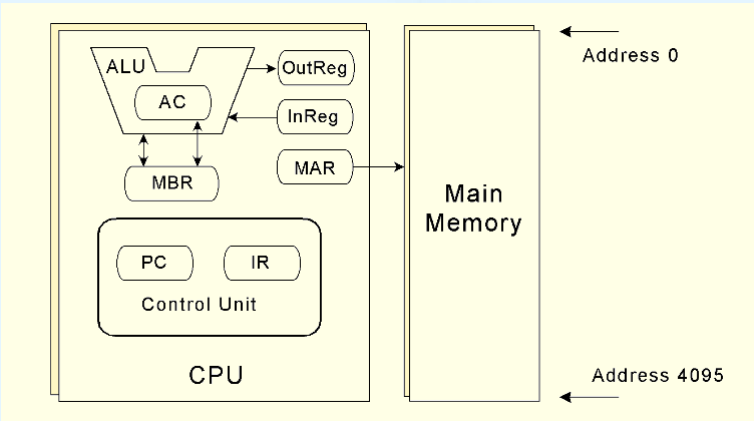 ALU
AC
OutReg
InReg
MAR
MBR
PC
IR
Control Unit
CPU
Main
Memory
Address 0
Address 4095